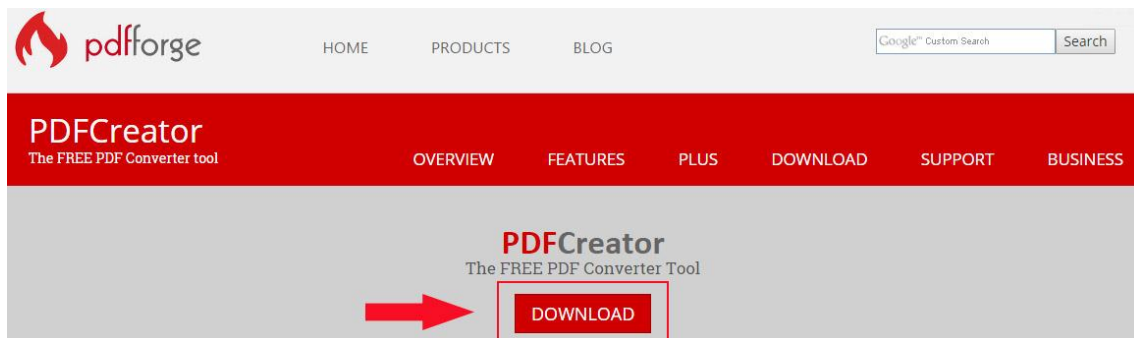 pdfforge
HOME PRODUCTS BLOG
Google™ Custom Search Search
PDFCreator
The FREE PDF Converter tool
OVERVIEW FEATURES PLUS DOWNLOAD SUPPORT BUSINESS
PDFCreator
The FREE PDF Converter Tool
DOWNLOAD